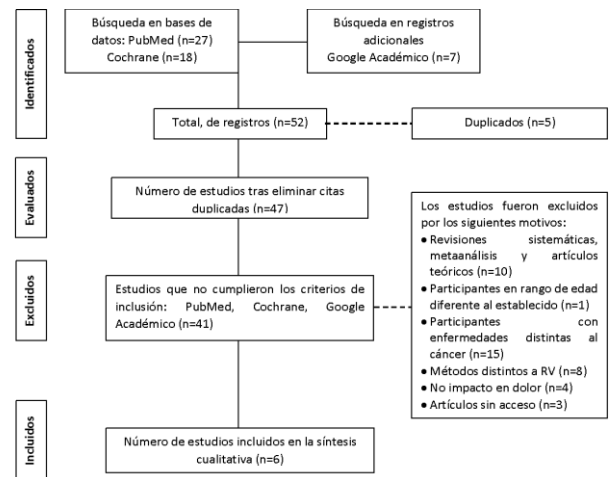 Identificados
Búsqueda en bases de
datos: PubMed (n=27)
Cochrane (n=18)
Búsqueda en registros
adicionales
Google Académico (n=7)
Total, de registros (n=52)
Duplicados (n=5)
Evaluados
Número de estudios tras eliminar citas
duplicadas (n=47)
Excluidos
Estudios que no cumplieron los criterios de
inclusión: PubMed, Cochrane, Google
Académico (n=41)
Los estudios fueron excluidos
por los siguientes motivos:
• Revisiones sistemáticas,
metaanálisis y artículos
teóricos (n=10)
• Participantes en rango de edad
diferente al establecido (n=1)
• Participantes con
enfermedades distintas al
cáncer (n=15)
• Métodos distintos a RV (n=8)
• No impacto en dolor (n=4)
• Artículos sin acceso (n=3)
Incluidos
Número de estudios incluidos en la síntesis
cualitativa (n=6)